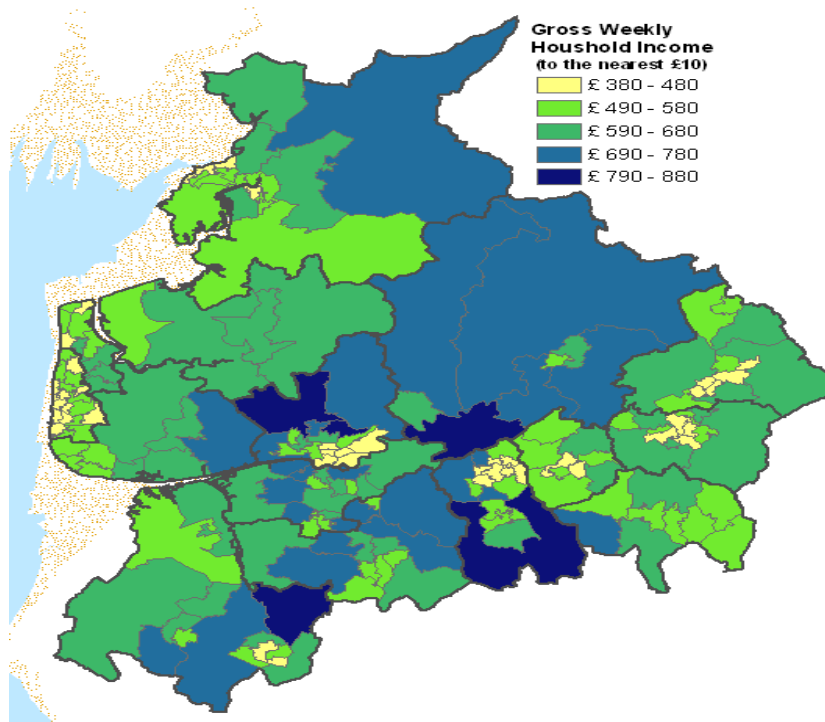 Gross Weekly
Houshold Income
(to the nearest £10)
£ 380 - 480
£ 490 - 580
£ 590 - 680
£ 690 - 780
£ 790 - 880